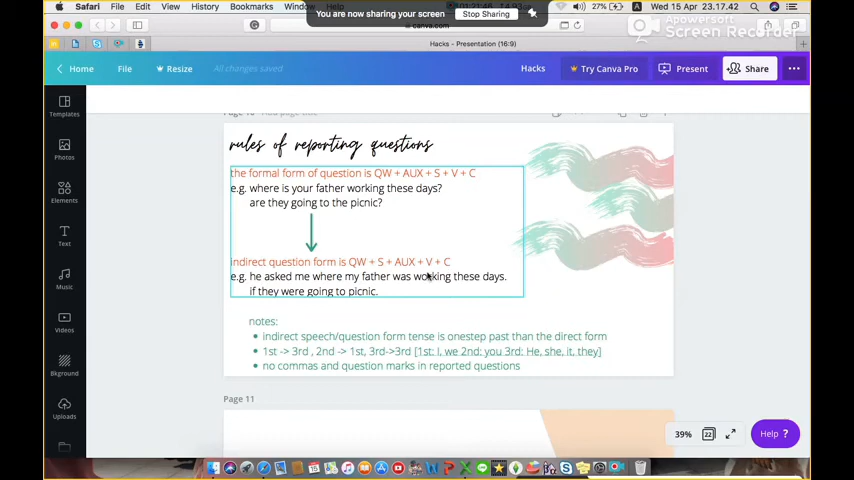 Safari File Edit View History Bookmarks Window 27% Wed 15 Apr 23.17.42
You are now sharing your screen Stop Sharing
Apowersoft
Screen Recorder
canva.com
Hacks - Presentation (16:9)
Home File Resize All changes saved Hacks Try Canva Pro Present Share
Templates
Photos
Elements
Text
Music
Videos
Bkground
Uploads
rules of reporting questions
the formal form of question is QW + AUX + S + V + C
e.g. where is your father working these days?
are they going to the picnic?
indirect question form is QW + S + AUX + V + C
e.g. he asked me where my father was working these days.
if they were going to picnic.
notes:
indirect speech/question form tense is onestep past than the direct form
1st -> 3rd , 2nd -> 1st, 3rd->3rd [1st: I, we 2nd: you 3rd: He, she, it, they]
no commas and question marks in reported questions
Page 11
39% 22 Help ?